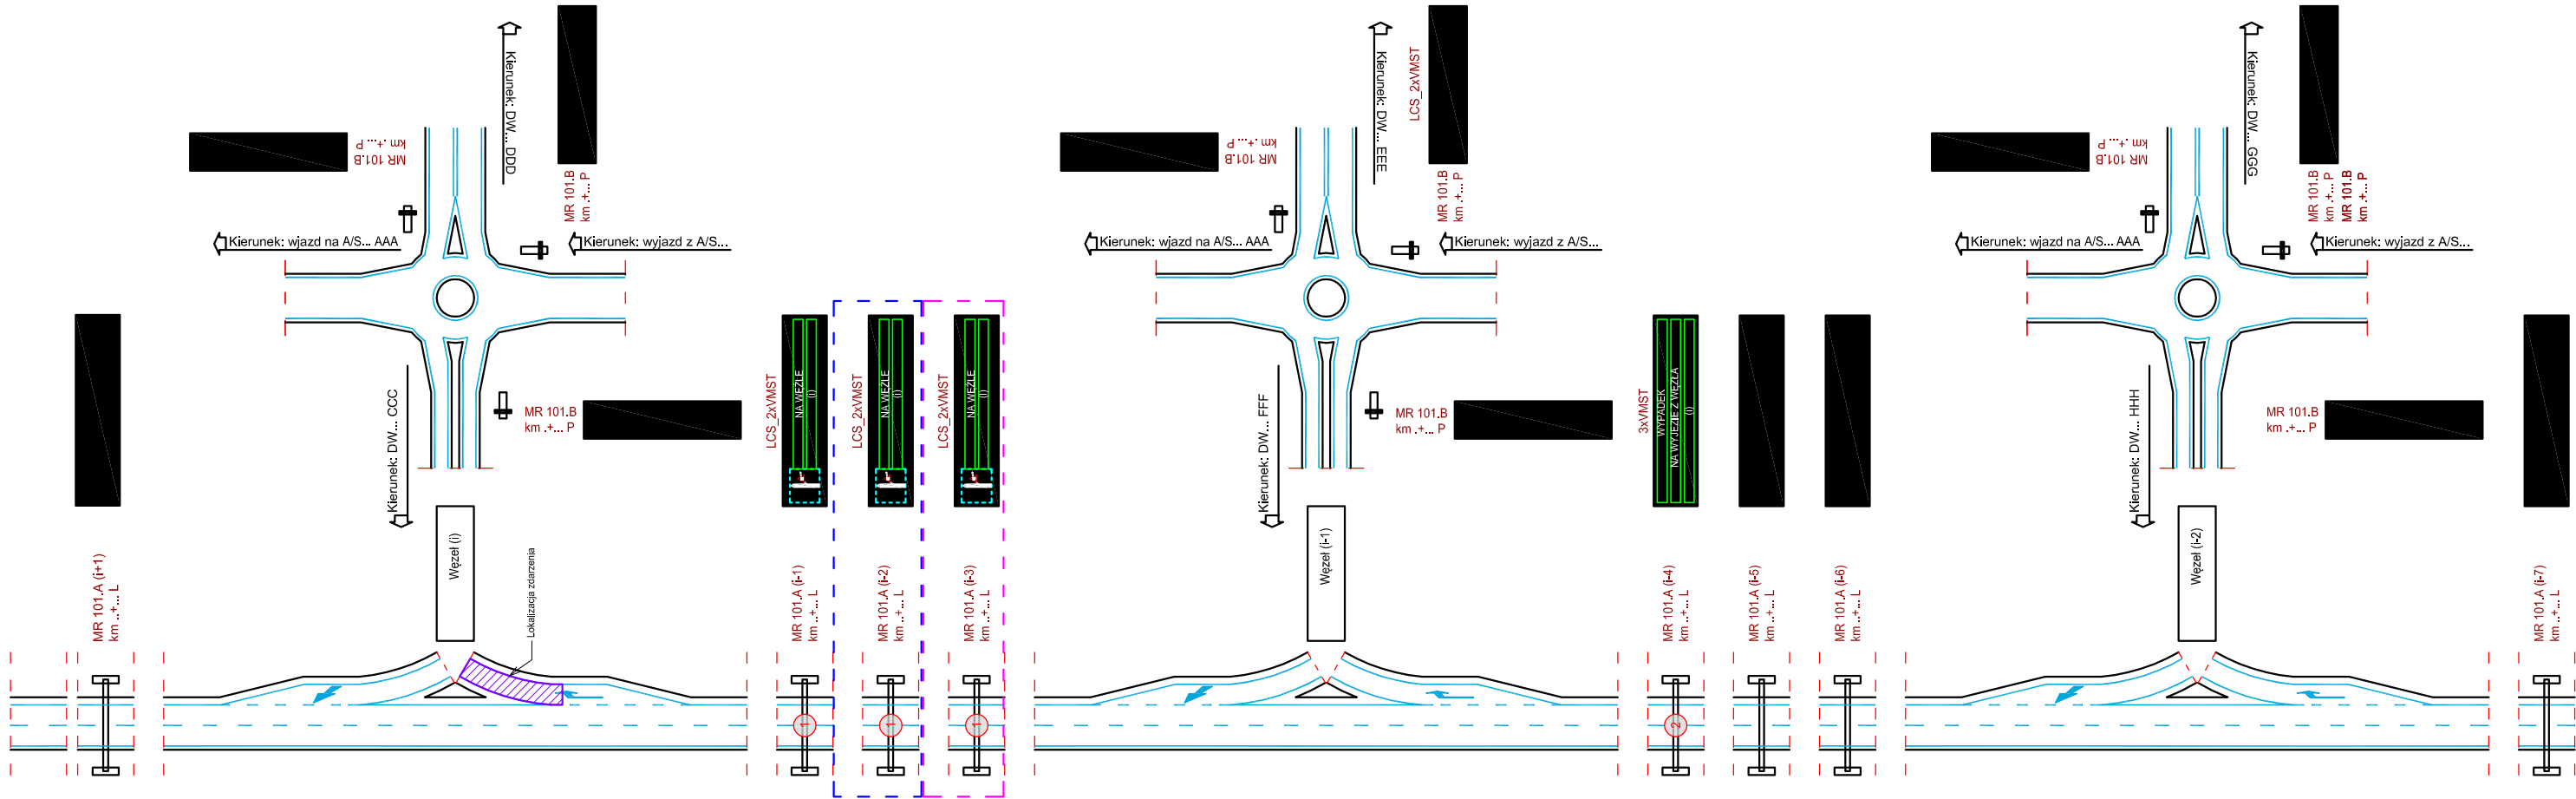 Kierunek: DW... DDD
MR 101.B
km .+... P
MR 101.B
km .+... P
Kierunek: wjazd na A/S... AAA
Kierunek: wyjazd z A/S...
Kierunek: DW... CCC
MR 101.B
km .+... P
Węzeł (i)
Lokalizacja zdarzenia
MR 101.A (i+1)
km ..+... L
LCS_2xVMST
NA WĘŹLE
(i)
MR 101.A (i-1)
km ..+... L
1
LCS_2xVMST
NA WĘŹLE
(i)
MR 101.A (i-2)
km ..+... L
1
LCS_2xVMST
NA WĘŹLE
(i)
MR 101.A (i-3)
km ..+... L
1
Kierunek: DW... EEE
LCS_2xVMST
MR 101.B
km .+... P
MR 101.B
km .+... P
Kierunek: wjazd na A/S... AAA
Kierunek: wyjazd z A/S...
Kierunek: DW... FFF
MR 101.B
km .+... P
Węzeł (i-1)
3xVMST
WYPADEK
NA WYJEŹDZIE Z WĘZŁA
(i)
MR 101.A (i-4)
km ..+... L
2
MR 101.A (i-5)
km ..+... L
MR 101.A (i-6)
km ..+... L
Kierunek: DW... GGG
MR 101.B
km .+... P
MR 101.B
km .+... P
MR 101.B
km .+... P
Kierunek: wjazd na A/S... AAA
Kierunek: wyjazd z A/S...
Kierunek: DW... HHH
MR 101.B
km .+... P
Węzeł (i-2)
MR 101.A (i-7)
km ..+... L